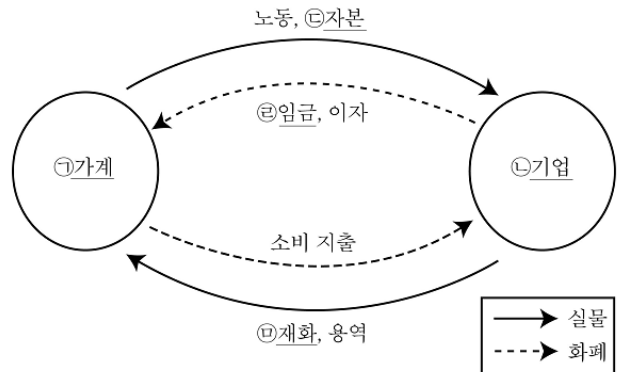 노동, ㉢자본
㉣임금, 이자
㉠가계
㉡기업
소비 지출
㉤재화, 용역
실물
화폐